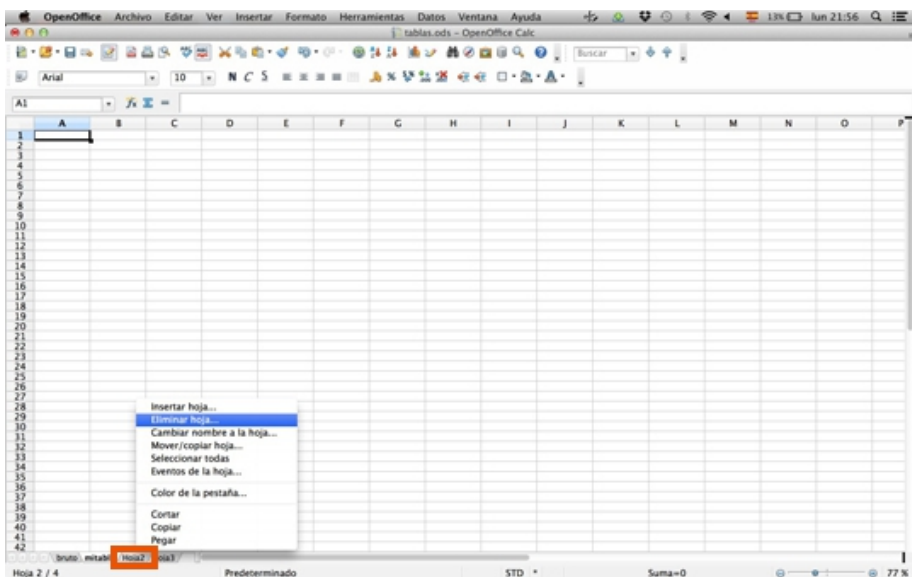 OpenOffice Archivo Editar Ver Insertar Formato Herramientas Datos Ventana Ayuda 13% lun 21:56
tablas.ods - OpenOffice Calc
Buscar
Arial 10 N C S
A1
A B C D E F G H I J K L M N O P
1
2
3
4
5
6
7
8
9
10
11
12
13
14
15
16
17
18
19
20
21
22
23
24
25
26
27
28
29
30
31
32
33
34
35
36
37
38
39
40
41
42
Insertar hoja...
Eliminar hoja...
Cambiar nombre a la hoja...
Mover/copiar hoja...
Seleccionar todas
Eventos de la hoja...
Color de la pestaña...
Cortar
Copiar
Pegar
bruto mitabl Hoja2 oja3
Hoja 2 / 4 Predeterminado STD * Suma=0 77 %